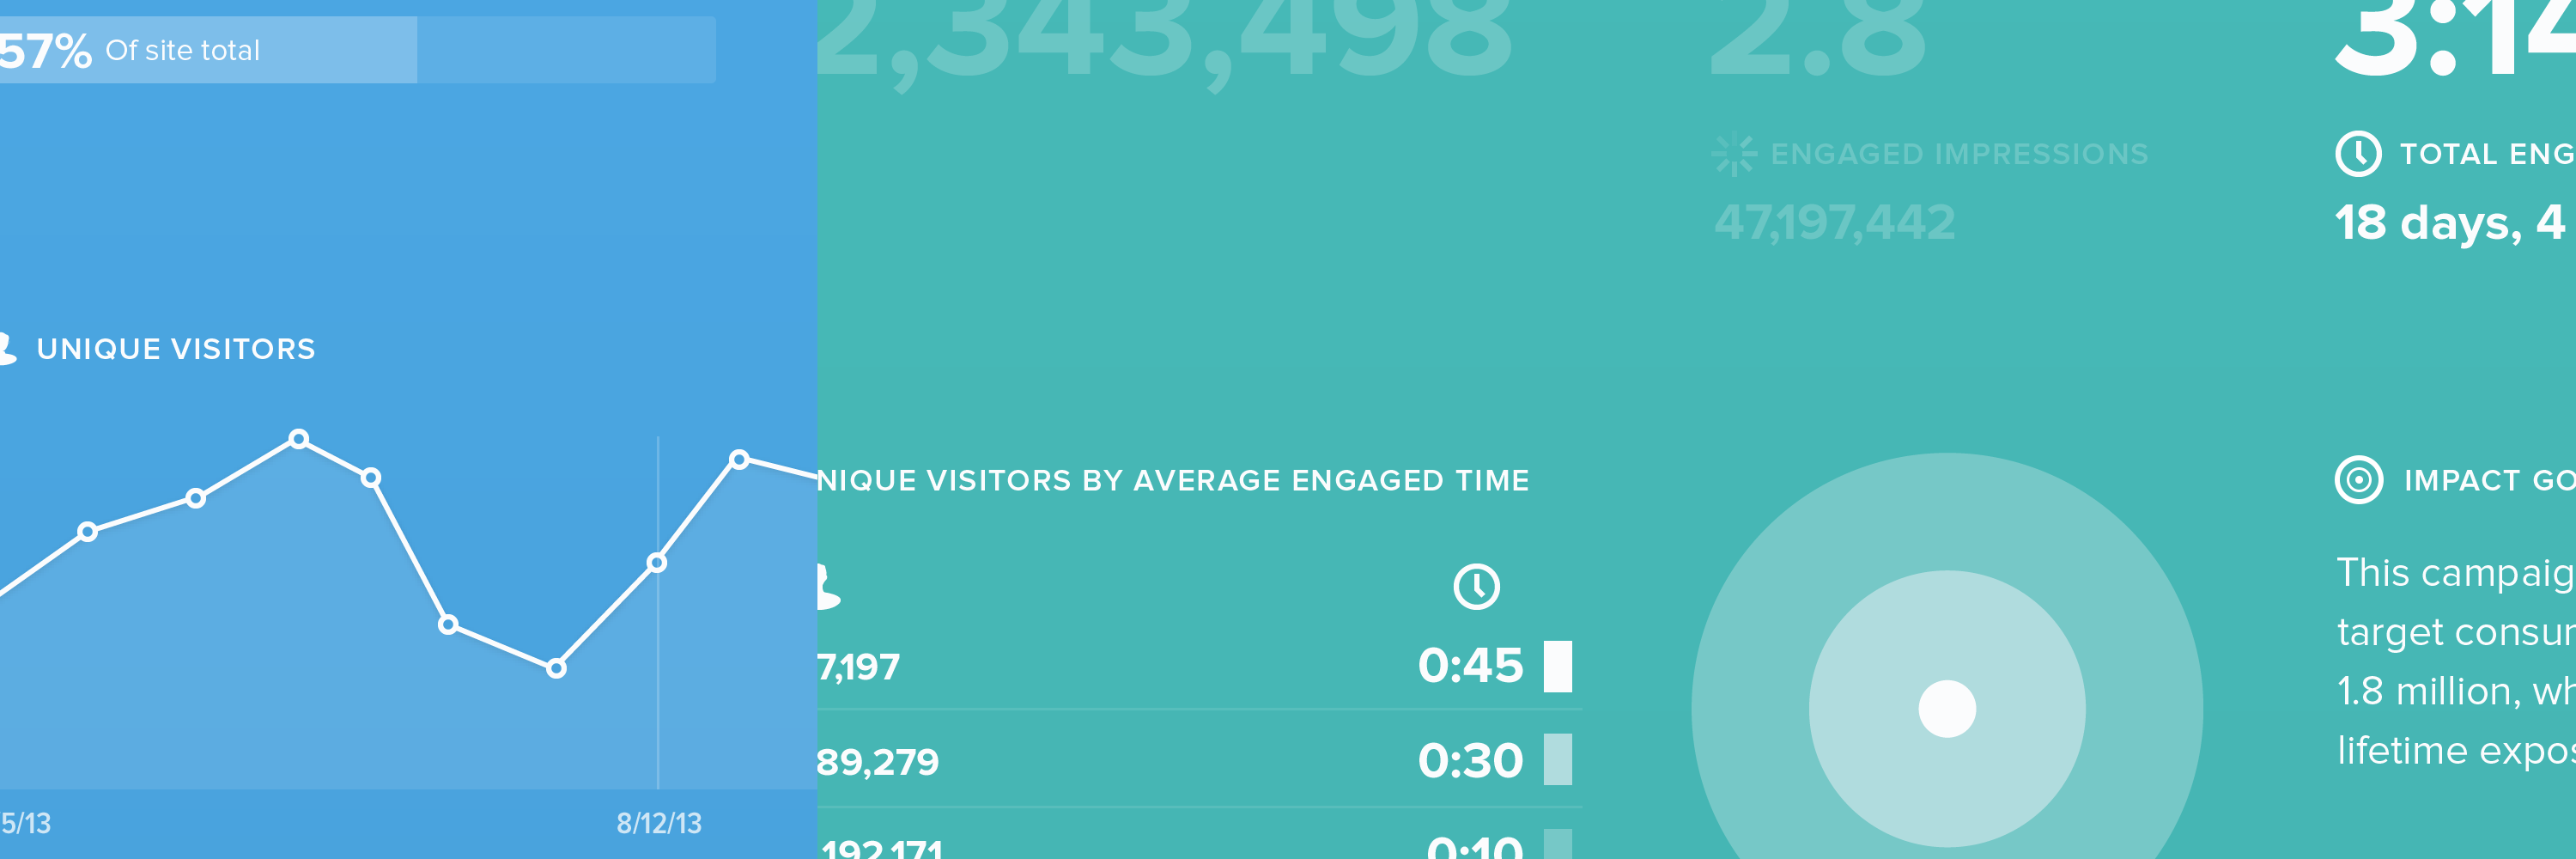 57% Of site total
UNIQUE VISITORS
5/13
8/12/13
2,343,498
2.8
3:14
ENGAGED IMPRESSIONS
47,197,442
TOTAL ENG
18 days, 4
NIQUE VISITORS BY AVERAGE ENGAGED TIME
7,197 0:45
89,279 0:30
192,171 0:10
IMPACT GO
This campaig
target consum
1.8 million, wh
lifetime expos